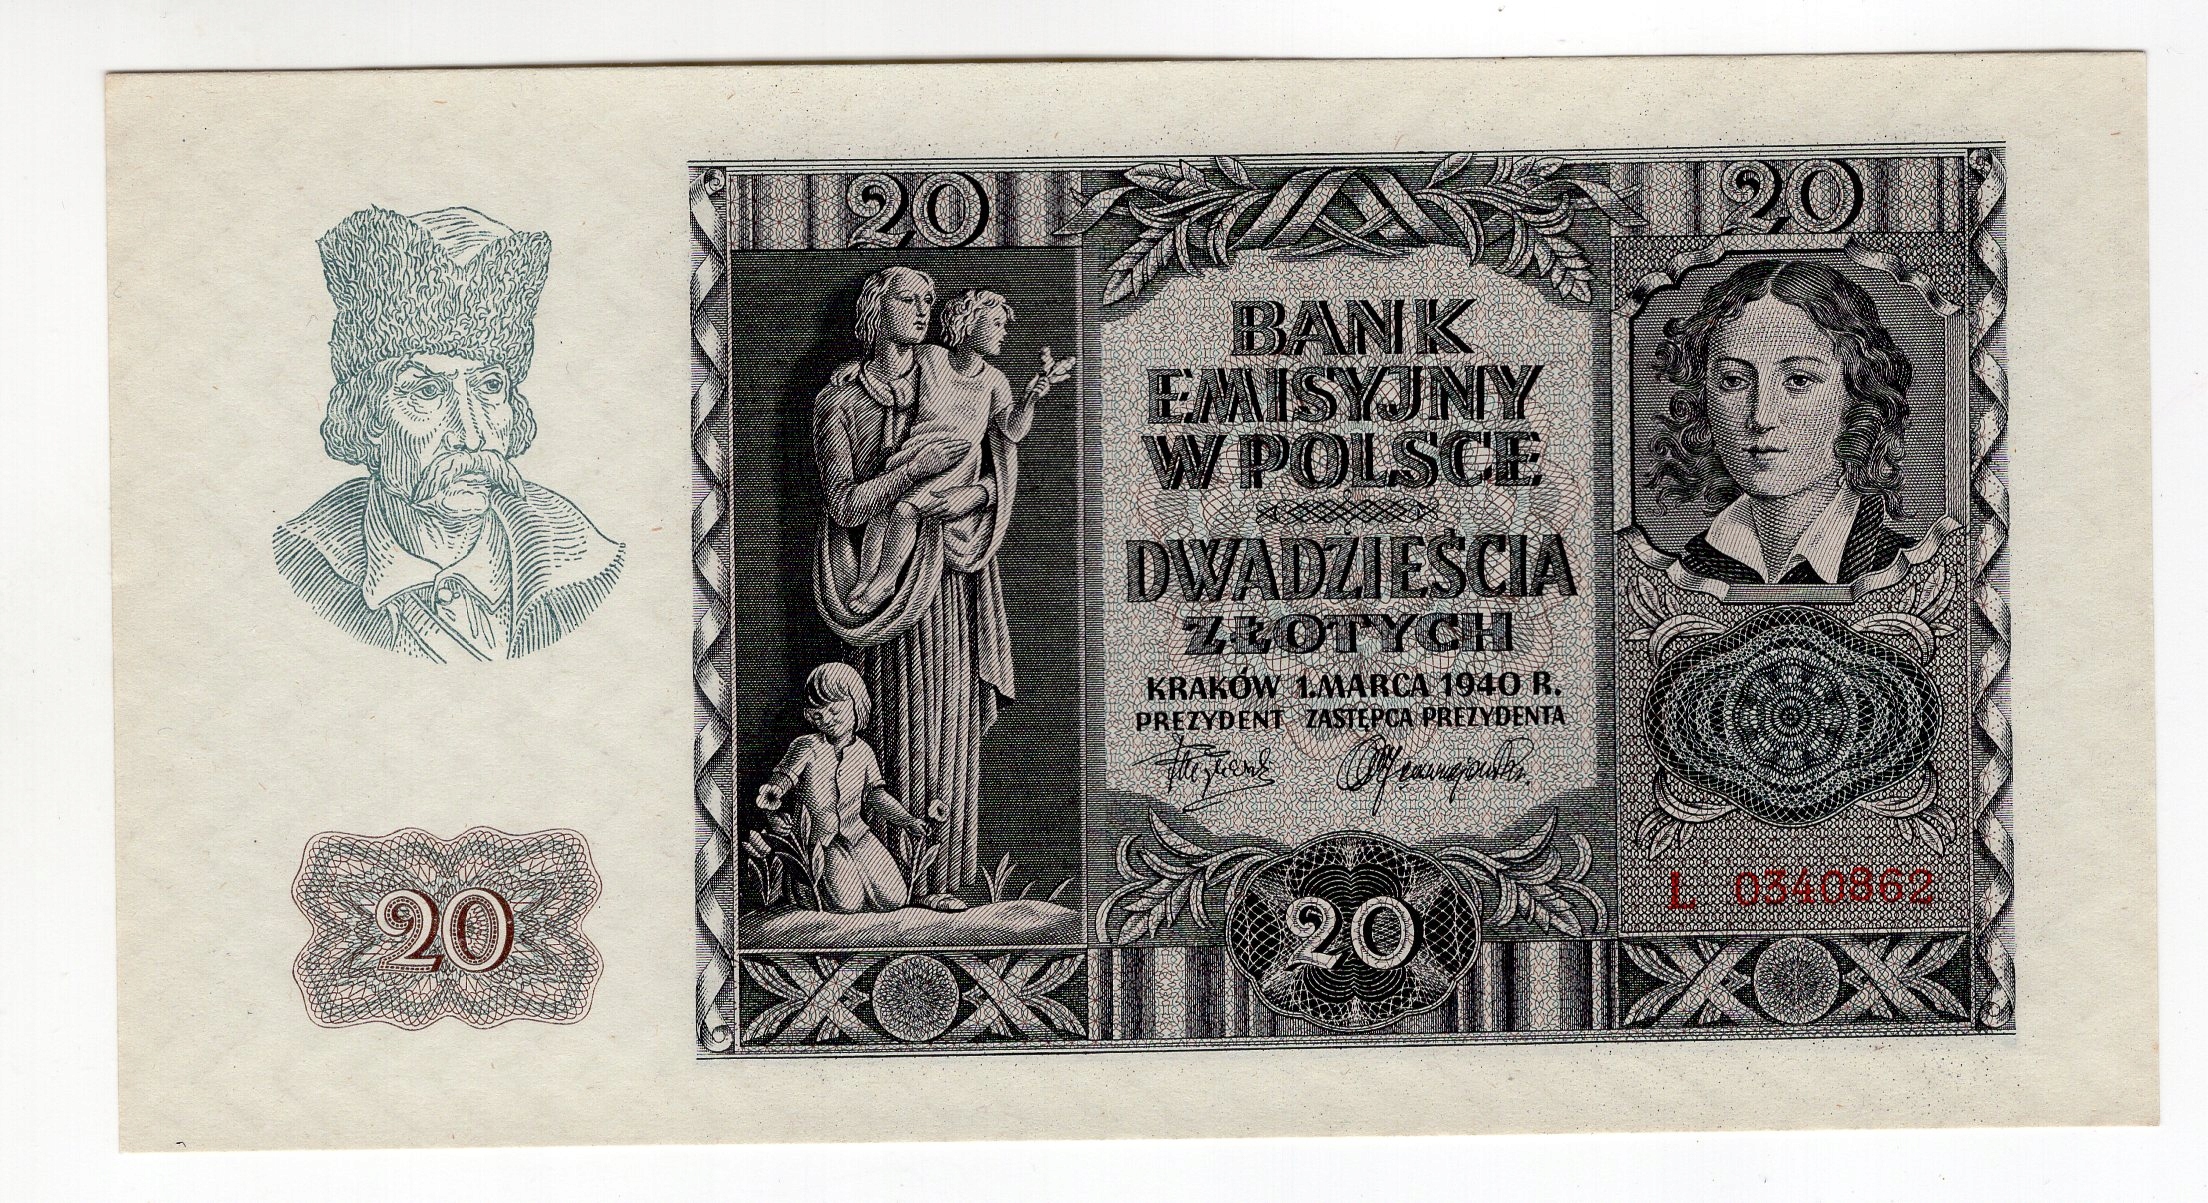 20
20
BANK
EMISYJNY
W POLSCE
DWADZIEŚCIA
ZŁOTYCH
KRAKÓW 1. MARCA 1940 R.
PREZYDENT ZASTĘPCA PREZYDENTA
L 0340862
20
20